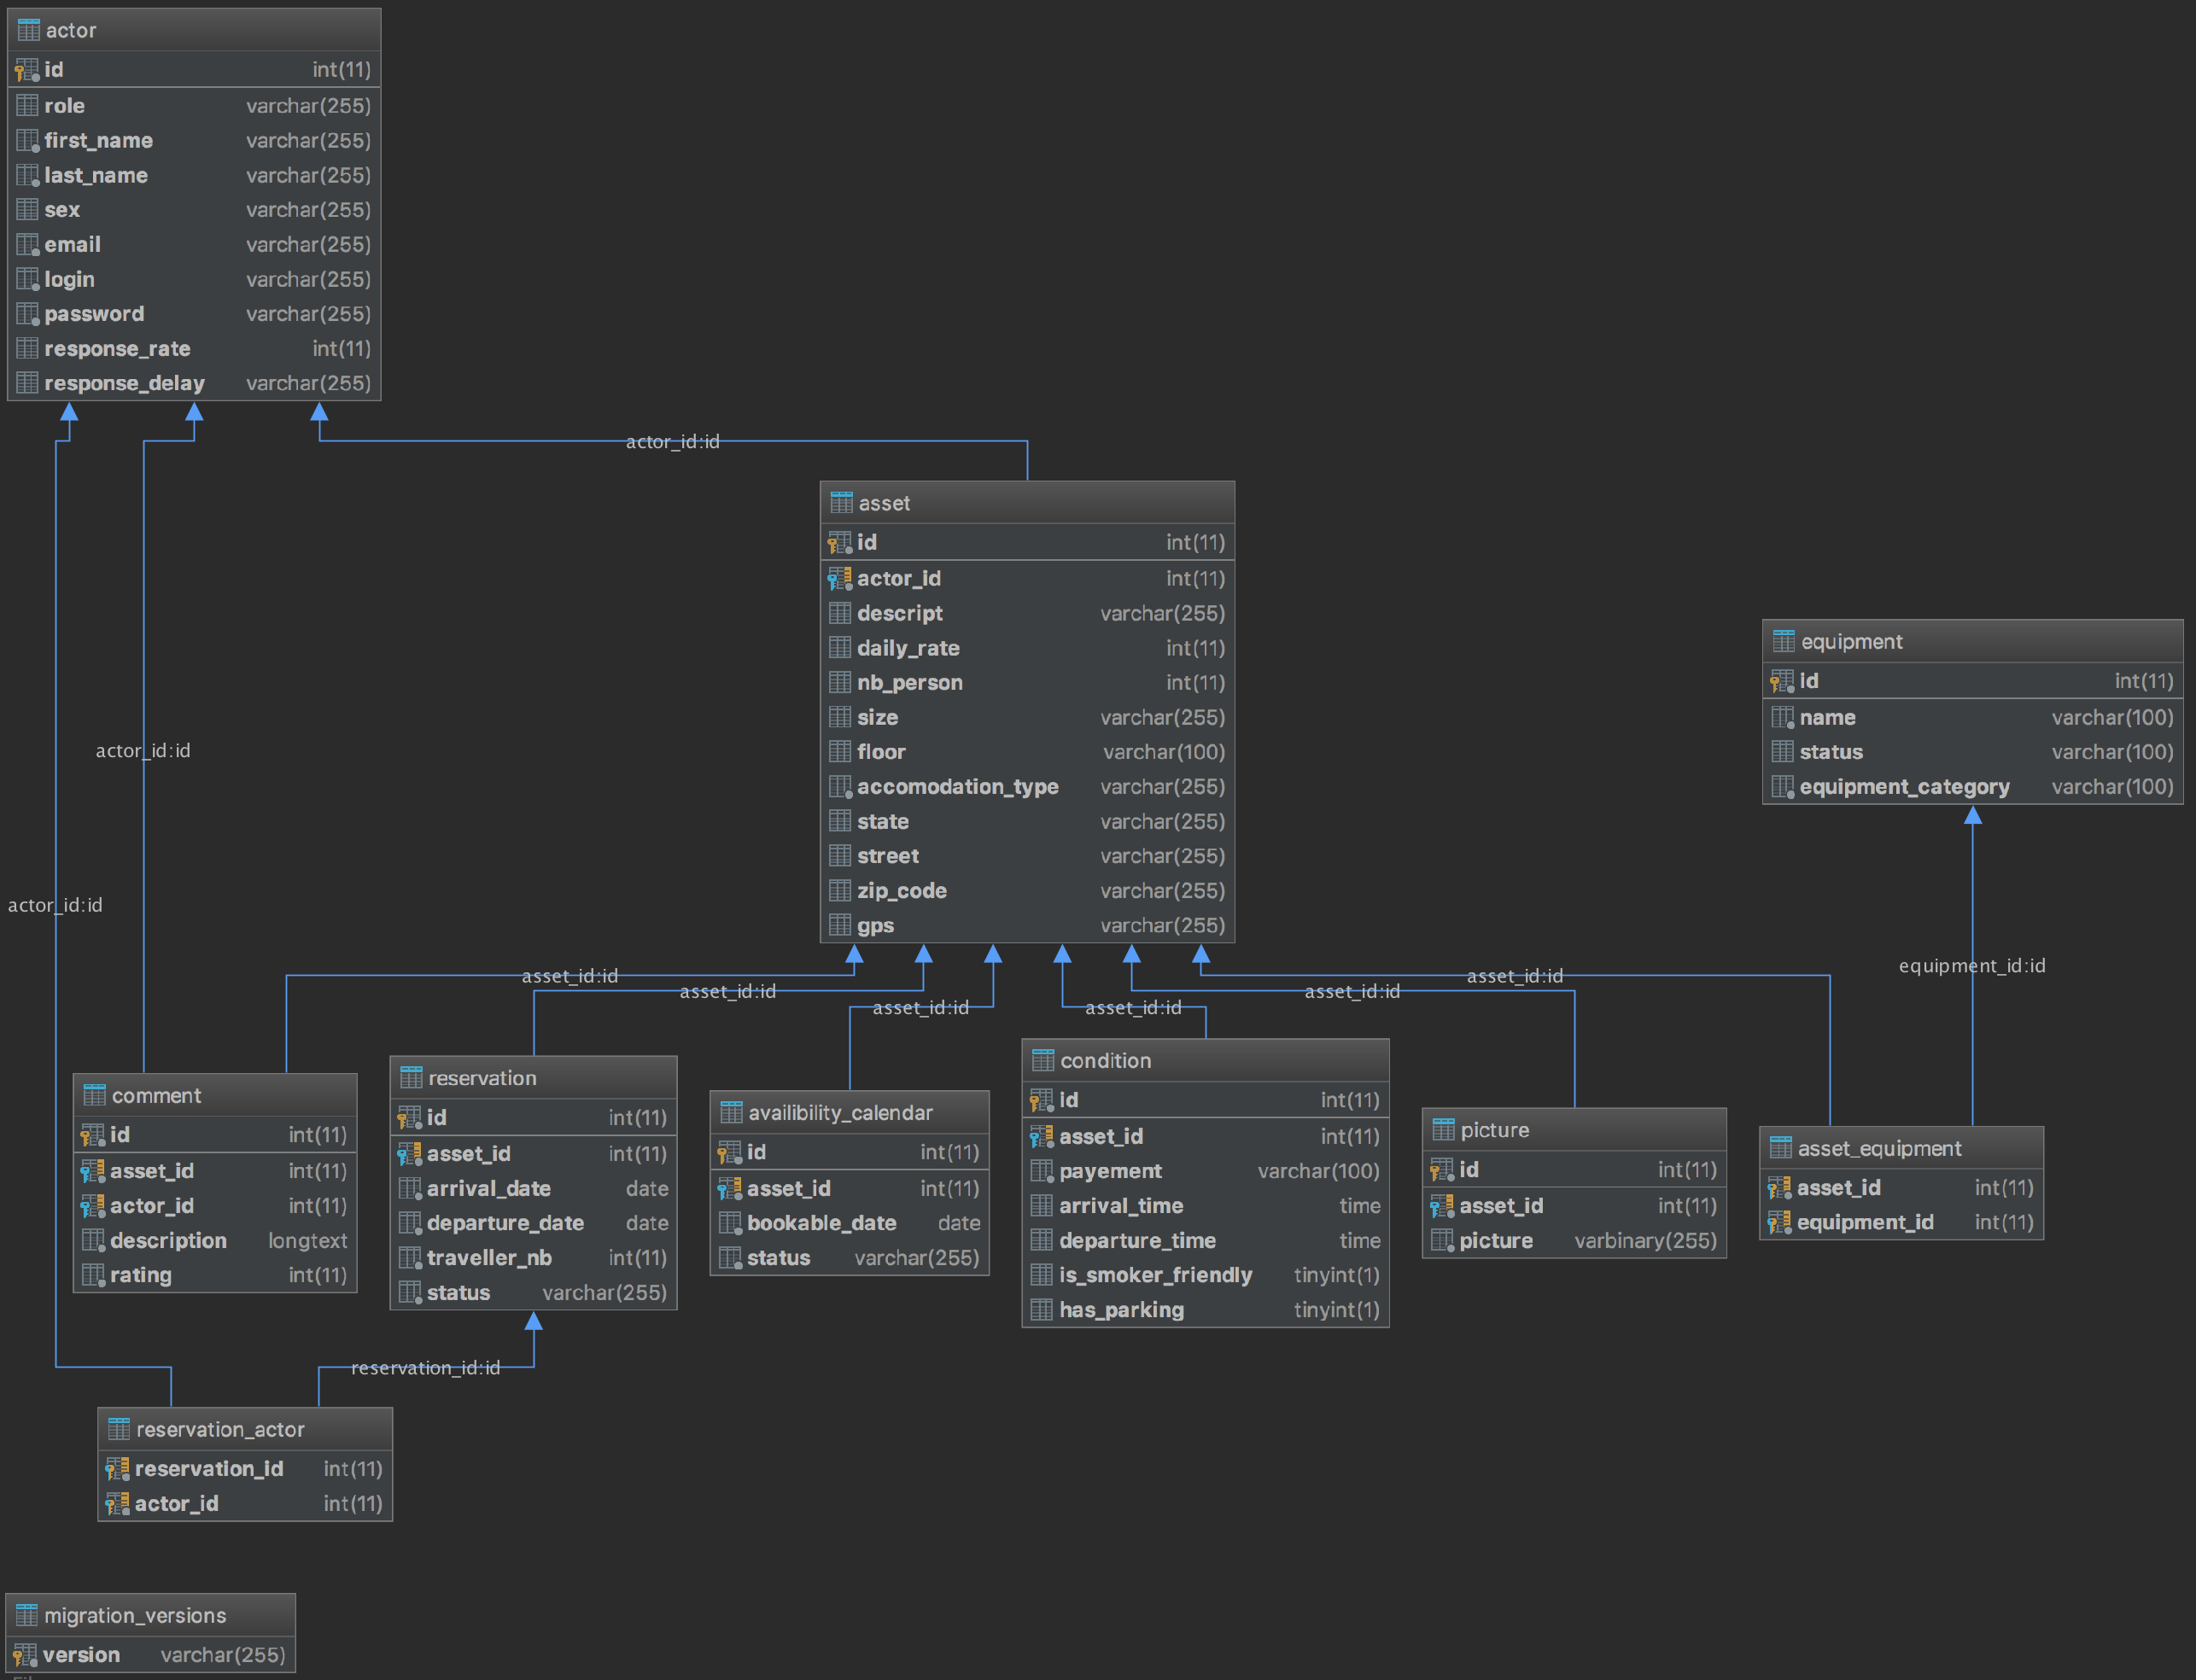 actor
id int(11)
role varchar(255)
first_name varchar(255)
last_name varchar(255)
sex varchar(255)
email varchar(255)
login varchar(255)
password varchar(255)
response_rate int(11)
response_delay varchar(255)
actor_id:id
asset
id int(11)
actor_id int(11)
descript varchar(255)
daily_rate int(11)
nb_person int(11)
size varchar(255)
floor varchar(100)
accomodation_type varchar(255)
state varchar(255)
street varchar(255)
zip_code varchar(255)
gps varchar(255)
equipment
id int(11)
name varchar(100)
status varchar(100)
equipment_category varchar(100)
actor_id:id
actor_id:id
equipment_id:id
asset_id:id
asset_id:id
asset_id:id
asset_id:id
asset_id:id
asset_id:id
comment
id int(11)
asset_id int(11)
actor_id int(11)
description longtext
rating int(11)
reservation
id int(11)
asset_id int(11)
arrival_date date
departure_date date
traveller_nb int(11)
status varchar(255)
availibility_calendar
id int(11)
asset_id int(11)
bookable_date date
status varchar(255)
condition
id int(11)
asset_id int(11)
payement varchar(100)
arrival_time time
departure_time time
is_smoker_friendly tinyint(1)
has_parking tinyint(1)
picture
id int(11)
asset_id int(11)
picture varbinary(255)
asset_equipment
asset_id int(11)
equipment_id int(11)
reservation_id:id
reservation_actor
reservation_id int(11)
actor_id int(11)
migration_versions
version varchar(255)